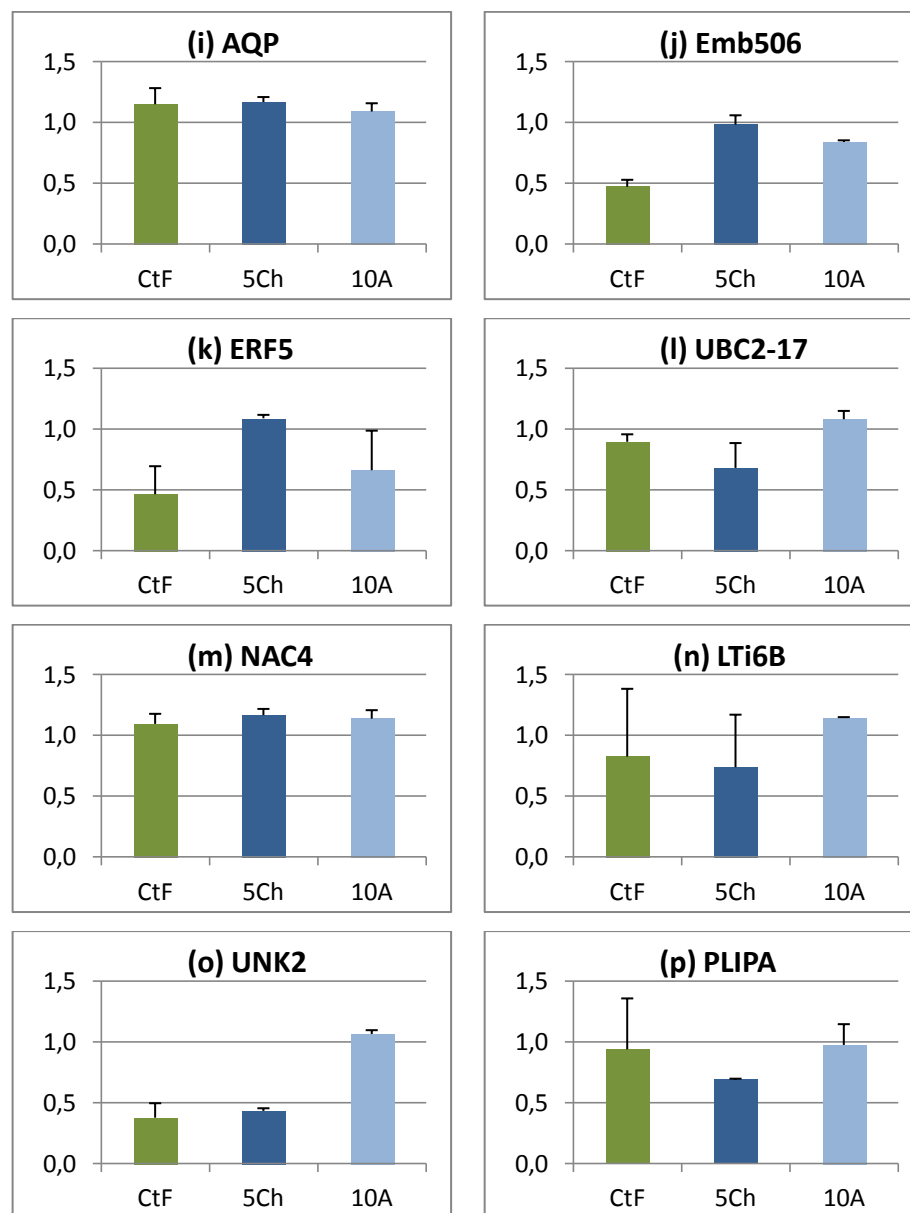 (i) AQP
1,5
1,0
0,5
0,0
CtF 5Ch 10A
(j) Emb506
1,5
1,0
0,5
0,0
CtF 5Ch 10A
(k) ERF5
1,5
1,0
0,5
0,0
CtF 5Ch 10A
(l) UBC2-17
1,5
1,0
0,5
0,0
CtF 5Ch 10A
(m) NAC4
1,5
1,0
0,5
0,0
CtF 5Ch 10A
(n) LTi6B
1,5
1,0
0,5
0,0
CtF 5Ch 10A
(o) UNK2
1,5
1,0
0,5
0,0
CtF 5Ch 10A
(p) PLIPA
1,5
1,0
0,5
0,0
CtF 5Ch 10A